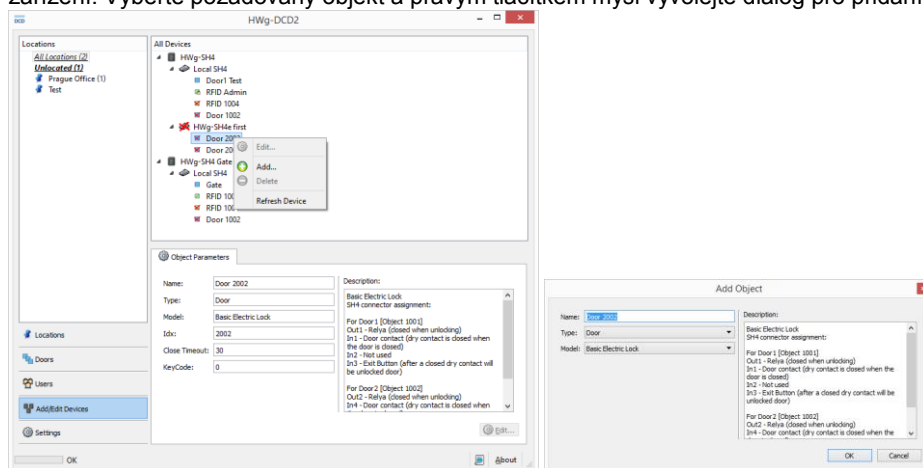 zařízení. Vyberte požadovaný objekt a pravým tlačítkem myši vyvolejte dialog pro přidán
HWg-DCD2
Locations
All Locations (2)
Unlocated (1)
Prague Office (1)
Test
All Devices
HWg-SH4
Local SH4
Door1 Test
RFID Admin
RFID 1004
Door 1002
HWg-SH4e first
Door 2002
Door 20
HWg-SH4 Gate
Local SH4
Gate
RFID 100
RFID 10
Door 1002
Edit...
Add...
Delete
Refresh Device
Object Parameters
Name: Door 2002
Type: Door
Model: Basic Electric Lock
Idx: 2002
Close Timeout: 30
KeyCode: 0
Description:
Basic Electric Lock
SH4 connector assignment:
For Door1 [Object 1001]
Out1 - Relya (closed when unlocking)
In1 - Door contact (dry contact is closed when
the door is closed)
In2 - Not used
In3 - Exit Button (after a closed dry contact will
be unlocked door)
For Door2 [Object 1002]
Out2 - Relya (closed when unlocking)
In4 - Door contact (dry contact is closed when
Edit...
Locations
Doors
Users
Add/Edit Devices
Settings
OK
About
Add Object
Name: Door 2002
Type: Door
Model: Basic Electric Lock
Description:
Basic Electric Lock
SH4 connector assignment:
For Door1 [Object 1001]
Out1 - Relya (closed when unlocking)
In1 - Door contact (dry contact is closed when the
door is closed)
In2 - Not used
In3 - Exit Button (after a closed dry contact will be
unlocked door)
For Door2 [Object 1002]
Out2 - Relya (closed when unlocking)
In4 - Door contact (dry contact is closed when the
OK
Cancel